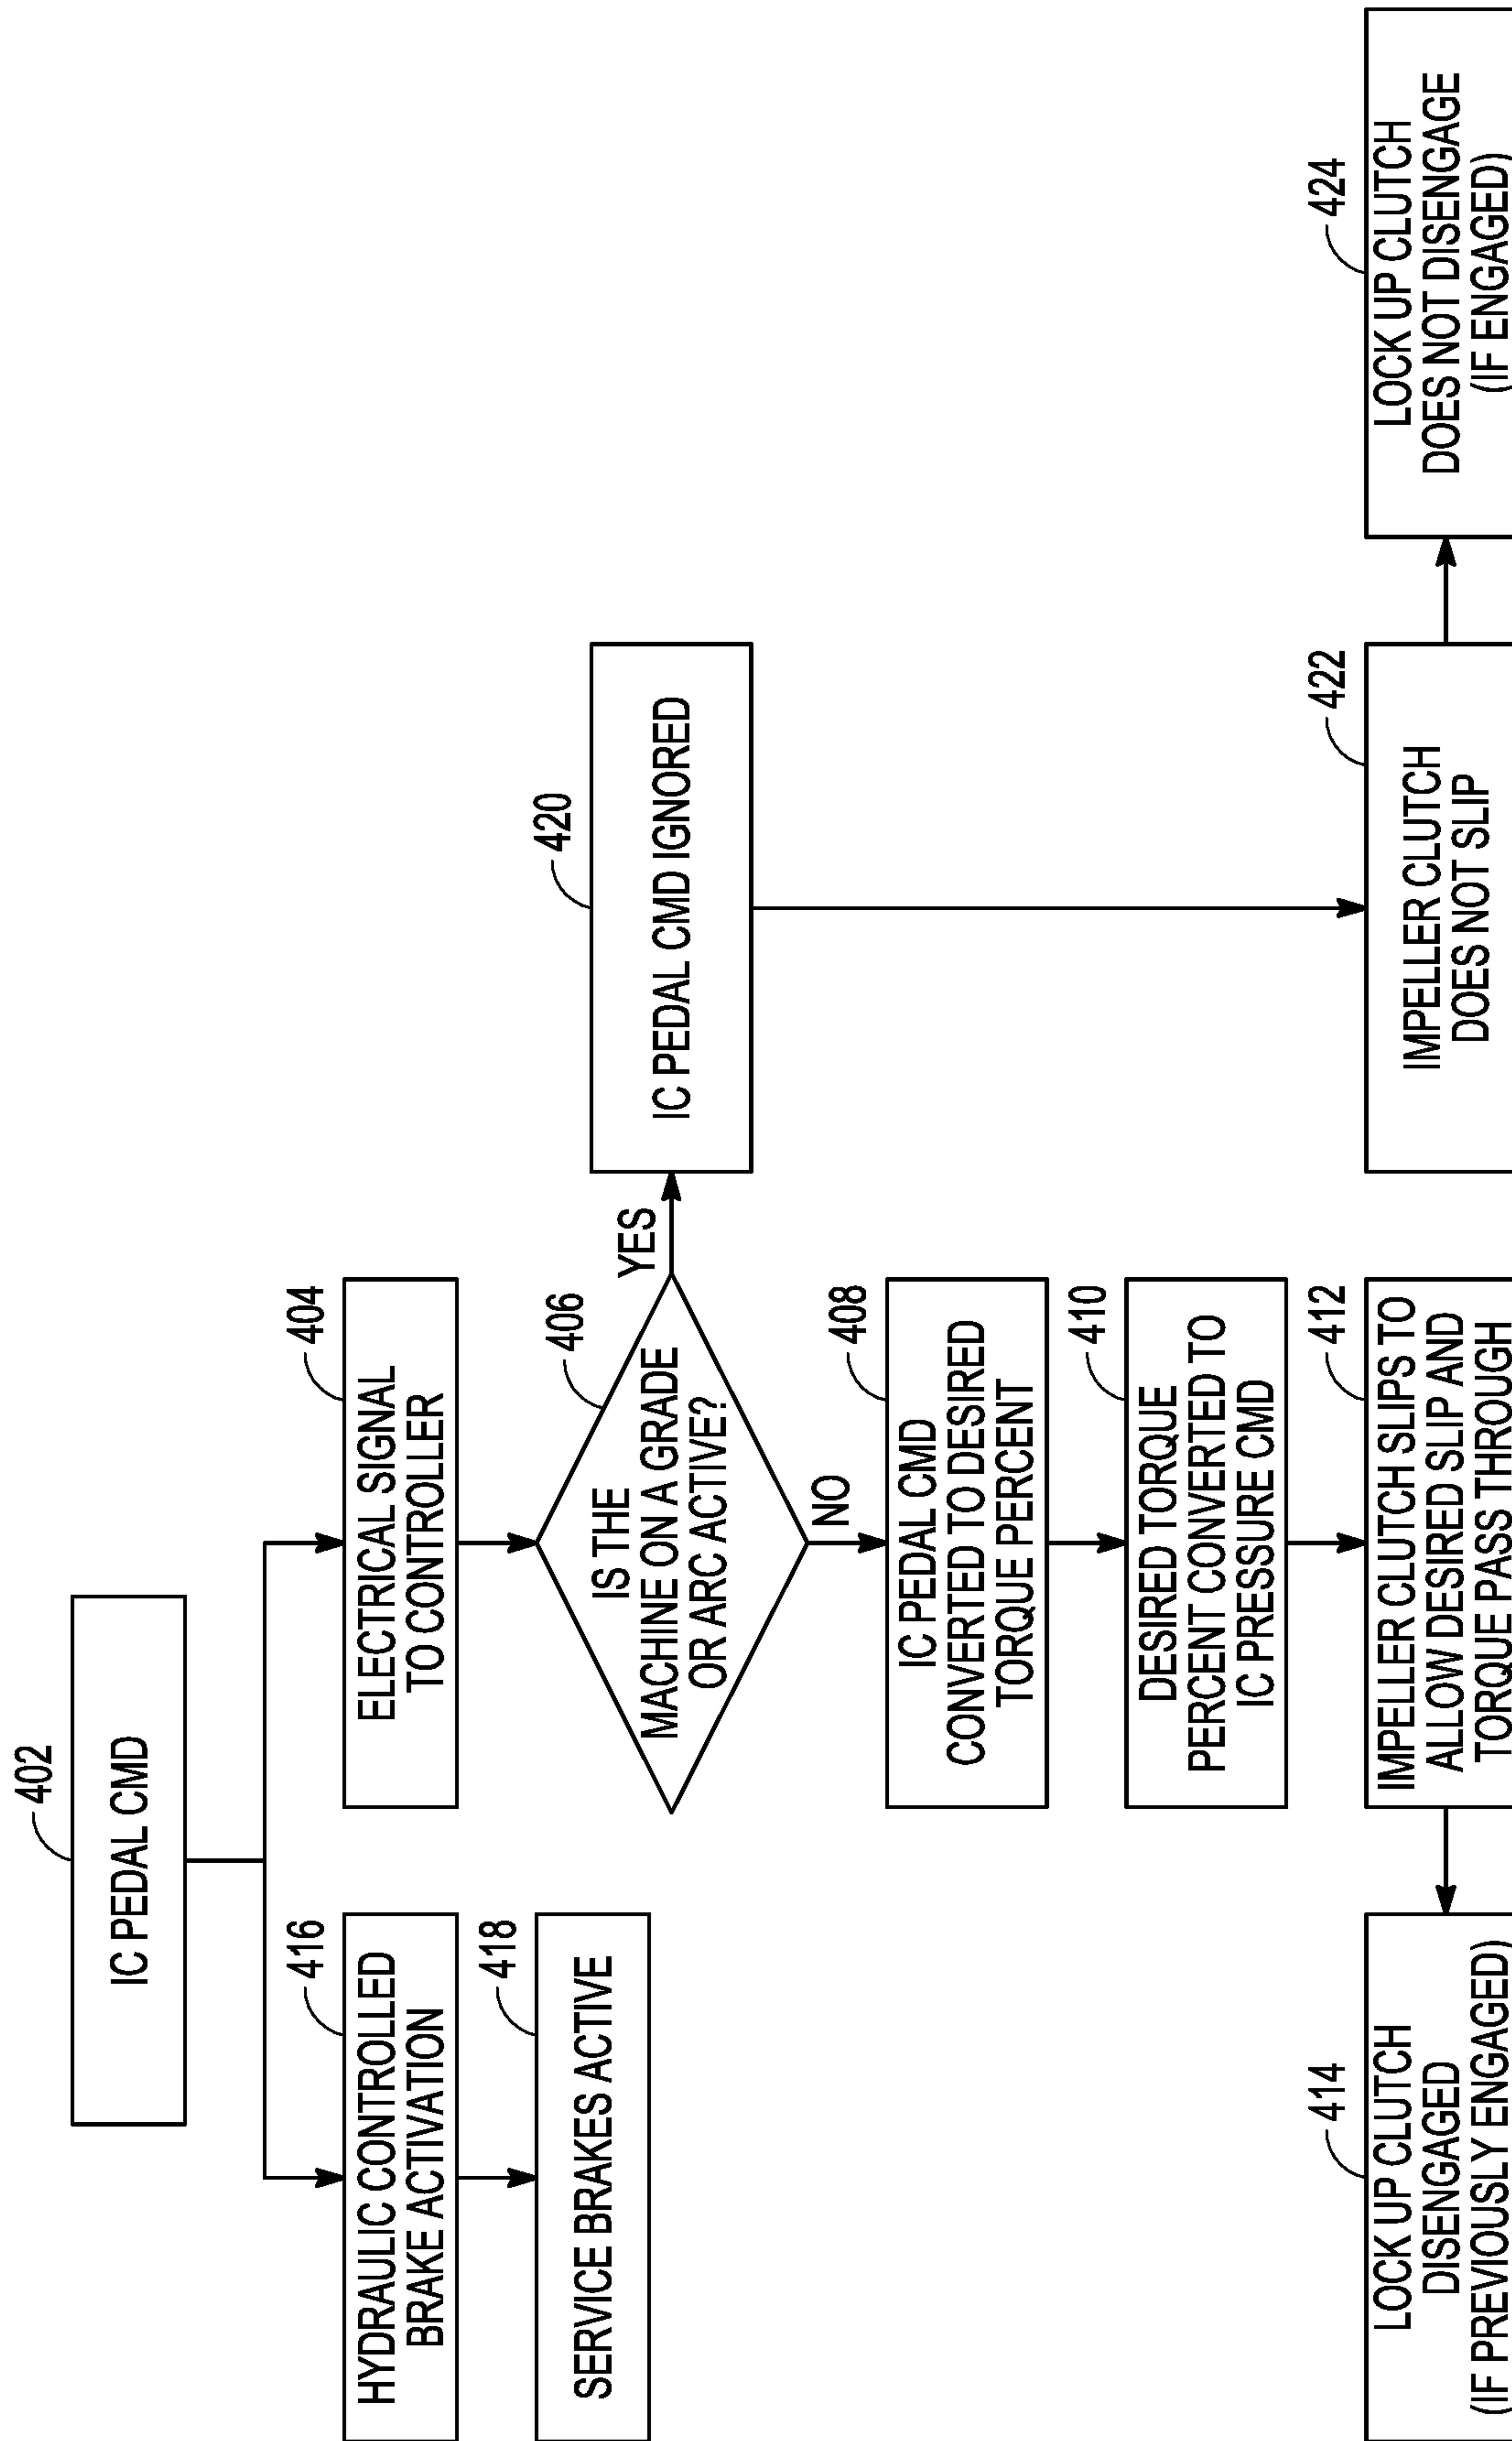 402
IC PEDAL CMD
416
HYDRAULIC CONTROLLED
BRAKE ACTIVATION
418
SERVICE BRAKES ACTIVE
404
ELECTRICAL SIGNAL
TO CONTROLLER
406
IS THE
MACHINE ON A GRADE
OR ARC ACTIVE?
YES
NO
420
IC PEDAL CMD IGNORED
408
IC PEDAL CMD
CONVERTED TO DESIRED
TORQUE PERCENT
410
DESIRED TORQUE
PERCENT CONVERTED TO
IC PRESSURE CMD
414
LOCK UP CLUTCH
DISENGAGED
(IF PREVIOUSLY ENGAGED)
412
IMPELLER CLUTCH SLIPS TO
ALLOW DESIRED SLIP AND
TORQUE PASS THROUGH
422
IMPELLER CLUTCH
DOES NOT SLIP
424
LOCK UP CLUTCH
DOES NOT DISENGAGE
(IF ENGAGED)